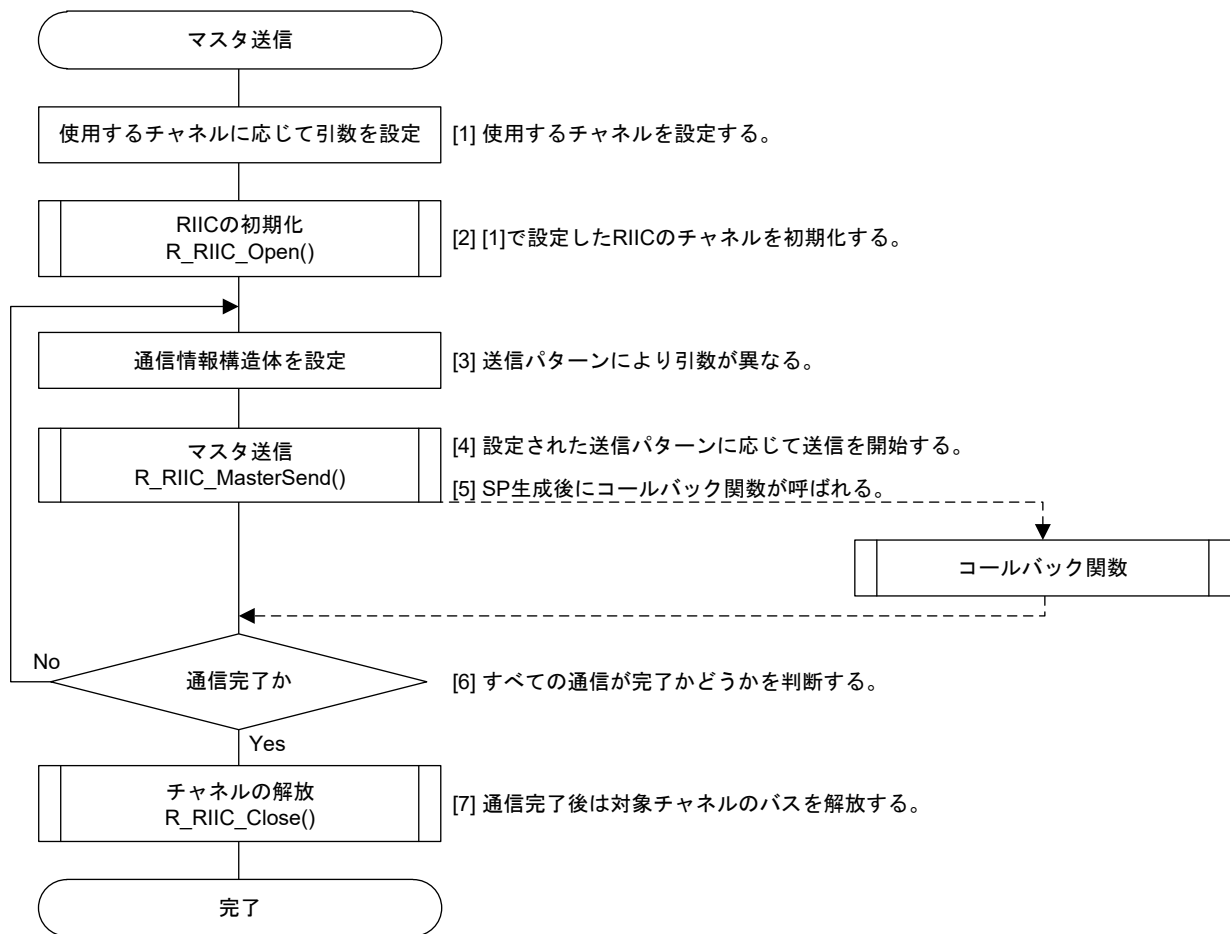 マスタ送信
使用するチャネルに応じて引数を設定
[1] 使用するチャネルを設定する。
RIICの初期化
R_RIIC_Open()
[2] [1]で設定したRIICのチャネルを初期化する。
通信情報構造体を設定
[3] 送信パターンにより引数が異なる。
マスタ送信
R_RIIC_MasterSend()
[4] 設定された送信パターンに応じて送信を開始する。
[5] SP生成後にコールバック関数が呼ばれる。
コールバック関数
No
通信完了か
[6] すべての通信が完了かどうかを判断する。
Yes
チャネルの解放
R_RIIC_Close()
[7] 通信完了後は対象チャネルのバスを解放する。
完了